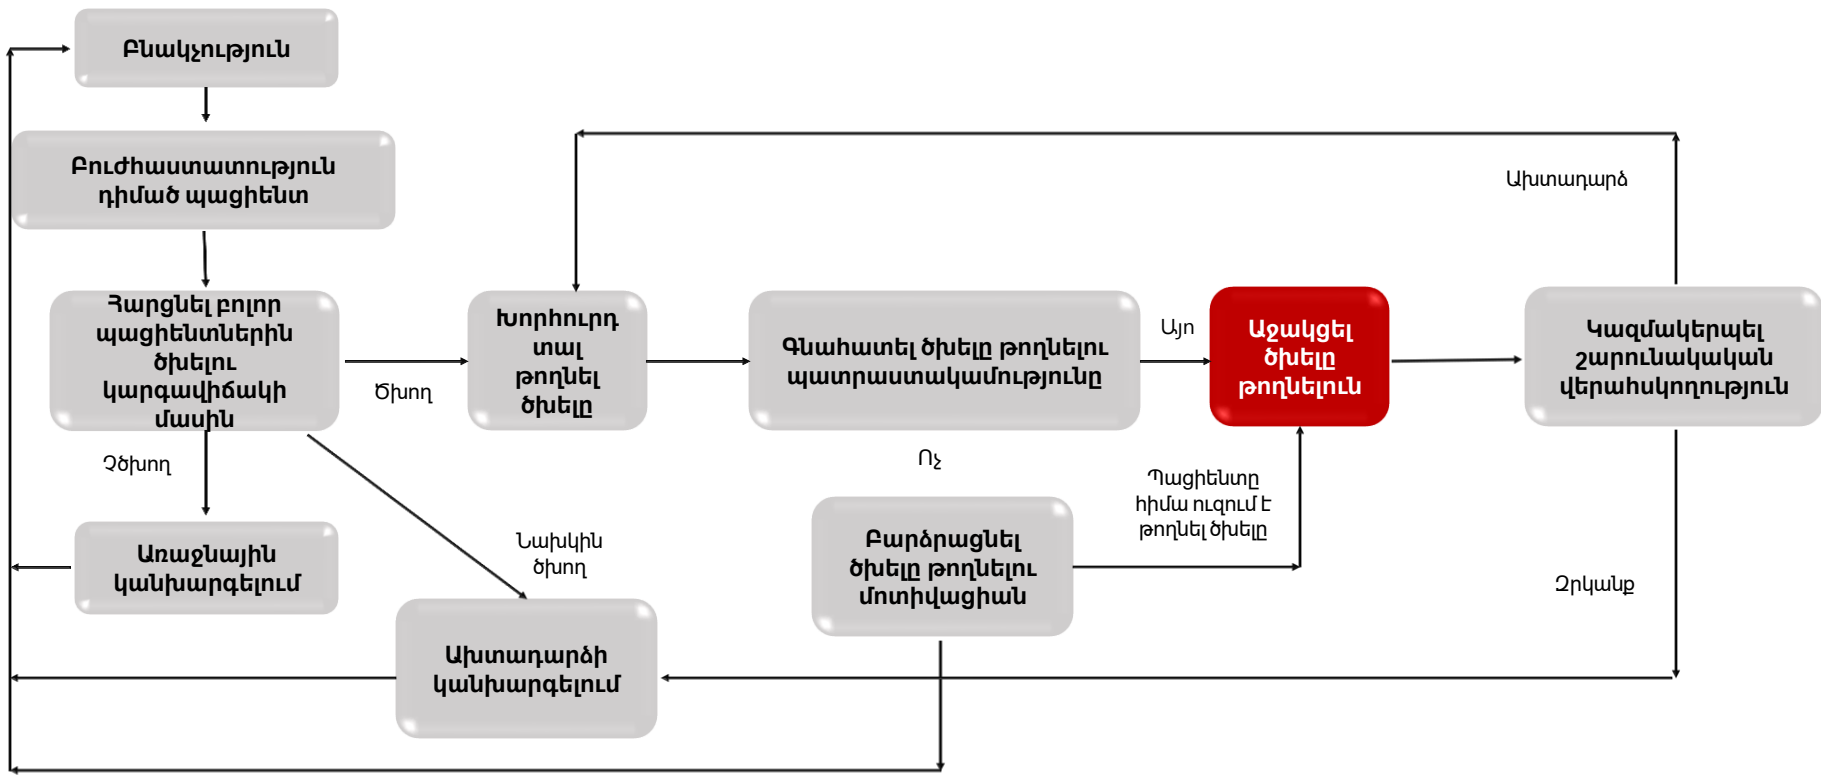 Բնակչություն
Բուժհաստատություն
դիմած պացիենտ
Հարցնել բոլոր
պացիենտներին
ծխելու
կարգավիճակի
մասին
Ծխող
Խորհուրդ
տալ
թողնել
ծխելը
Գնահատել ծխելը թողնելու
պատրաստակամությունը
Այո
Աջակցել
ծխելը
թողնելուն
Կազմակերպել
շարունակական
վերահսկողություն
Ախտադարձ
Չծխող
Առաջնային
կանխարգելում
Նախկին
ծխող
Ախտադարձի
կանխարգելում
Ոչ
Բարձրացնել
ծխելը թողնելու
մոտիվացիան
Պացիենտը
հիմա ուզում է
թողնել ծխելը
Զրկանք